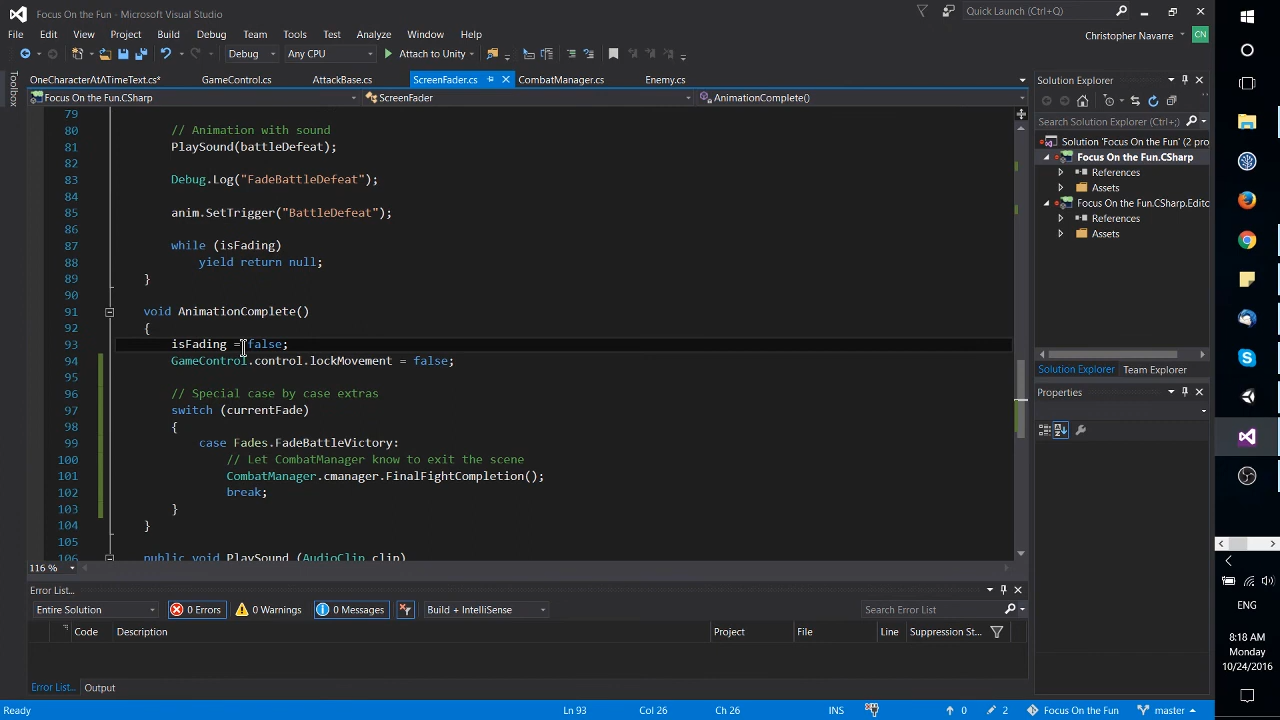 Focus On the Fun - Microsoft Visual Studio
Quick Launch (Ctrl+Q)
File Edit View Project Build Debug Team Tools Test Analyze Window Help
Christopher Navarre
CN
Debug Any CPU Attach to Unity
Toolbox
OneCharacterAtATimeText.cs* GameControl.cs AttackBase.cs ScreenFader.cs CombatManager.cs Enemy.cs
Focus On the Fun.CSharp ScreenFader AnimationComplete()
79
80 // Animation with sound
81 PlaySound(battleDefeat);
82
83 Debug.Log("FadeBattleDefeat");
84
85 anim.SetTrigger("BattleDefeat");
86
87 while (isFading)
88 yield return null;
89 }
90
91 void AnimationComplete()
92 {
93 isFading = false;
94 GameControl.control.lockMovement = false;
95
96 // Special case by case extras
97 switch (currentFade)
98 {
99 case Fades.FadeBattleVictory:
100 // Let CombatManager know to exit the scene
101 CombatManager.cmanager.FinalFightCompletion();
102 break;
103 }
104 }
105
106 public void PlaySound (AudioClip clip)
116 %
Solution Explorer
Search Solution Explorer (Ctrl+;)
Solution 'Focus On the Fun' (2 pro
Focus On the Fun.CSharp
References
Assets
Focus On the Fun.CSharp.Editc
References
Assets
Solution Explorer Team Explorer
Properties
Error List...
Entire Solution 0 Errors 0 Warnings 0 Messages Build + IntelliSense Search Error List
Code Description Project File Line Suppression St...
Error List... Output
Ln 93 Col 26 Ch 26 INS 0 2 Focus On the Fun master
ENG
8:18 AM
Monday
10/24/2016